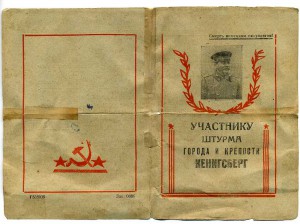 Смерть немецким оккупантам!
УЧАСТНИКУ
ШТУРМА
ГОРОДА И КРЕПОСТИ
КЕНИГСБЕРГ